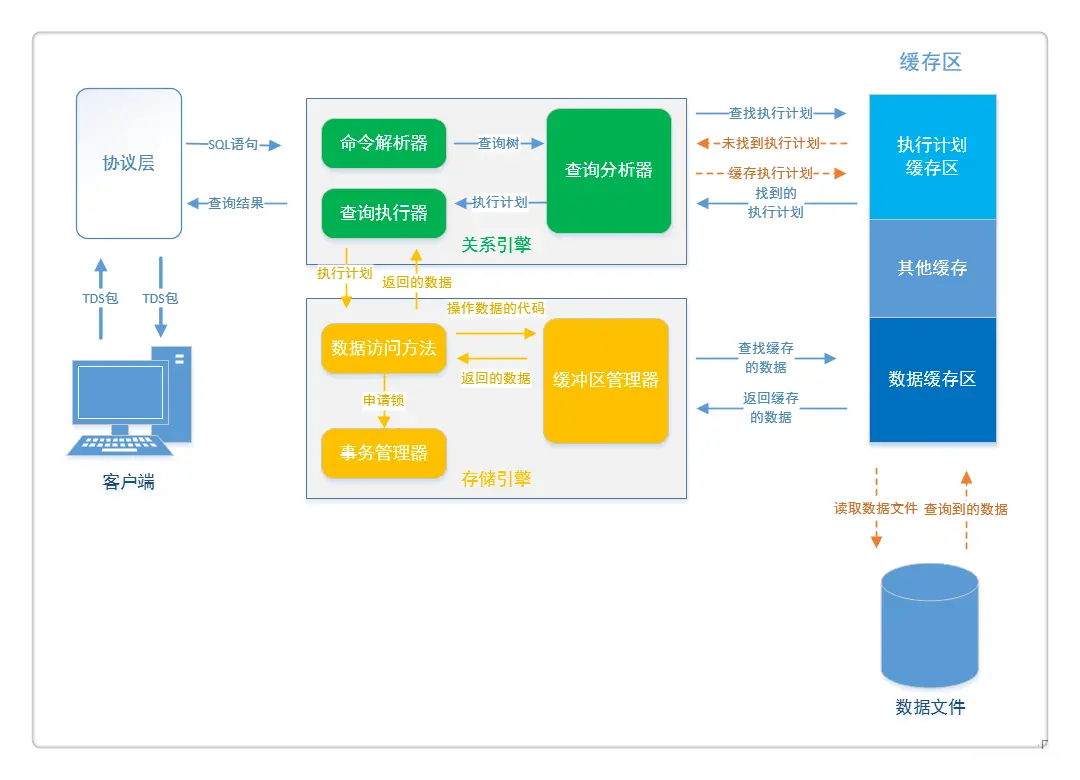 缓存区
协议层
SQL语句
查询结果
TDS包
TDS包
客户端
命令解析器
查询树
查询分析器
查询执行器
执行计划
关系引擎
执行计划
返回的数据
操作数据的代码
数据访问方法
返回的数据
缓冲区管理器
申请锁
事务管理器
存储引擎
查找执行计划
未找到执行计划
缓存执行计划
找到的
执行计划
查找缓存
的数据
返回缓存
的数据
执行计划
缓存区
其他缓存
数据缓存区
读取数据文件
查询到的数据
数据文件